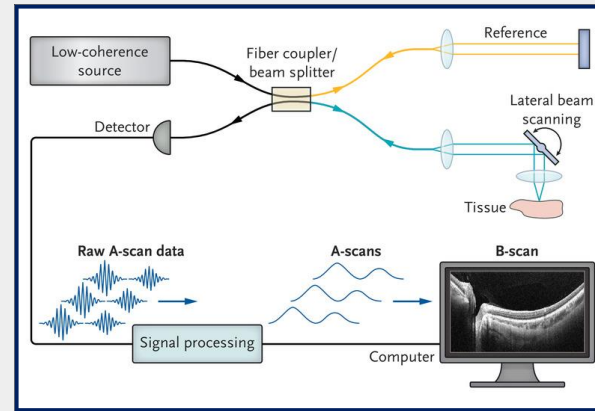 Low-coherence
source
Fiber coupler/
beam splitter
Reference
Lateral beam
scanning
Detector
Tissue
Raw A-scan data
A-scans
B-scan
Signal processing
Computer